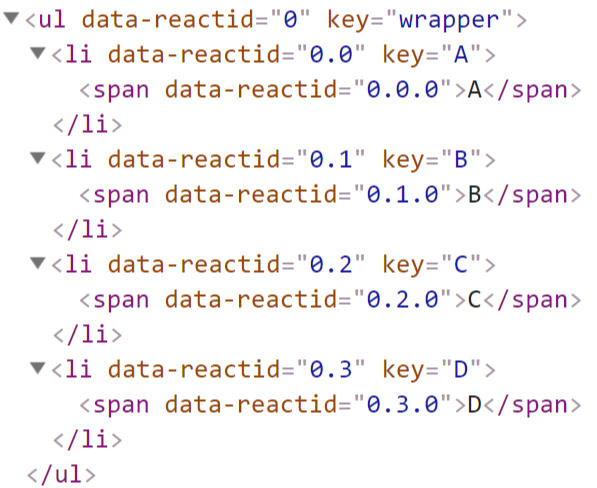 ▼<ul data-reactid="0" key="wrapper">
▼<li data-reactid="0.0" key="A">
<span data-reactid="0.0.0">A</span>
</li>
▼<li data-reactid="0.1" key="B">
<span data-reactid="0.1.0">B</span>
</li>
▼<li data-reactid="0.2" key="C">
<span data-reactid="0.2.0">C</span>
</li>
▼<li data-reactid="0.3" key="D">
<span data-reactid="0.3.0">D</span>
</li>
</ul>